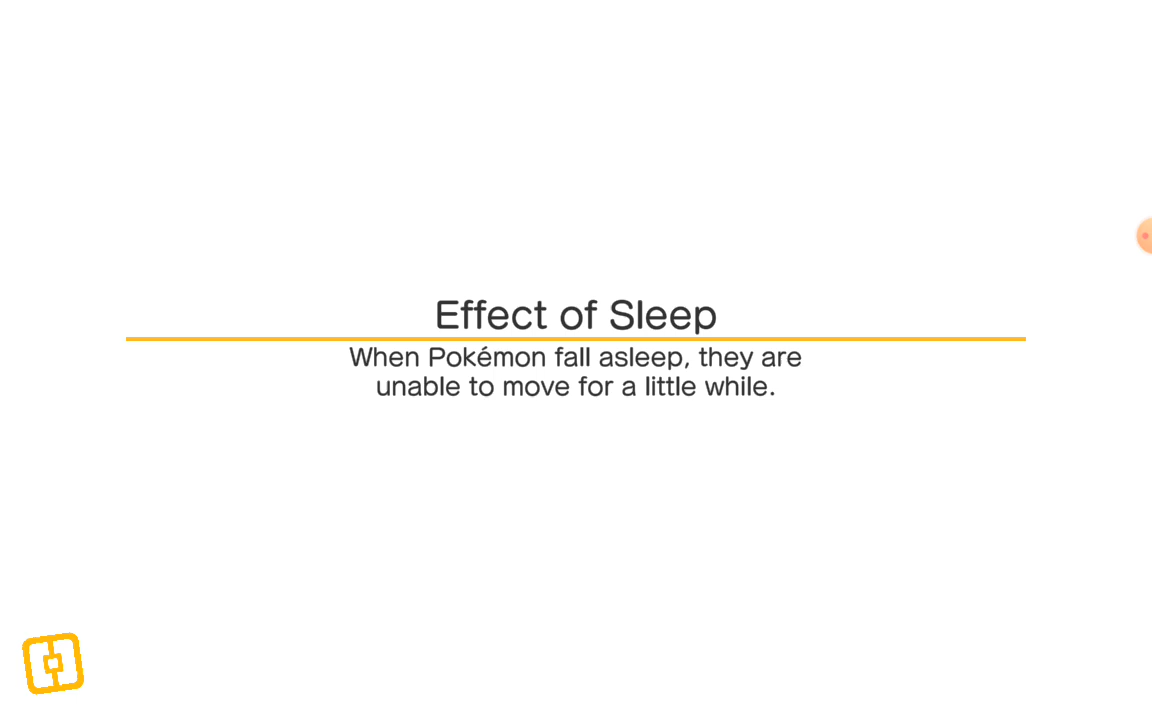 Effect of Sleep
When Pokémon fall asleep, they are
unable to move for a little while.